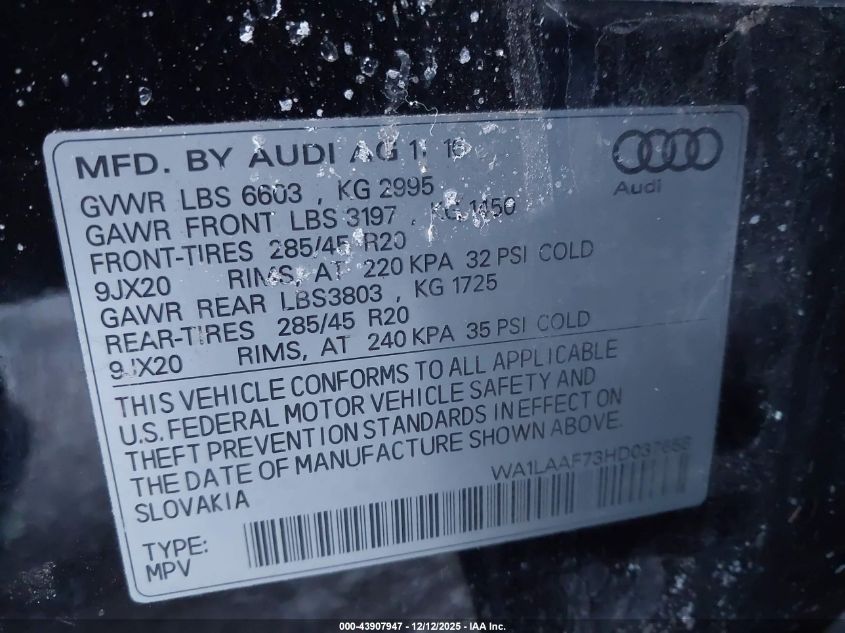 MFD. BY AUDI AG
Audi
GVWR LBS 6603 , KG 2995
GAWR FRONT LBS 3197 , KG 1450
FRONT-TIRES 285/45 R20
9JX20 RIMS, AT 220 KPA 32 PSI COLD
GAWR REAR LBS3803 , KG 1725
REAR-TIRES 285/45 R20
9JX20 RIMS, AT 240 KPA 35 PSI COLD
THIS VEHICLE CONFORMS TO ALL APPLICABLE
U.S. FEDERAL MOTOR VEHICLE SAFETY AND
THEFT PREVENTION STANDARDS IN EFFECT ON
THE DATE OF MANUFACTURE SHOWN ABOVE.
SLOVAKIA
TYPE:
MPV
000-43907947 - 12/12/2025 - IAA Inc.